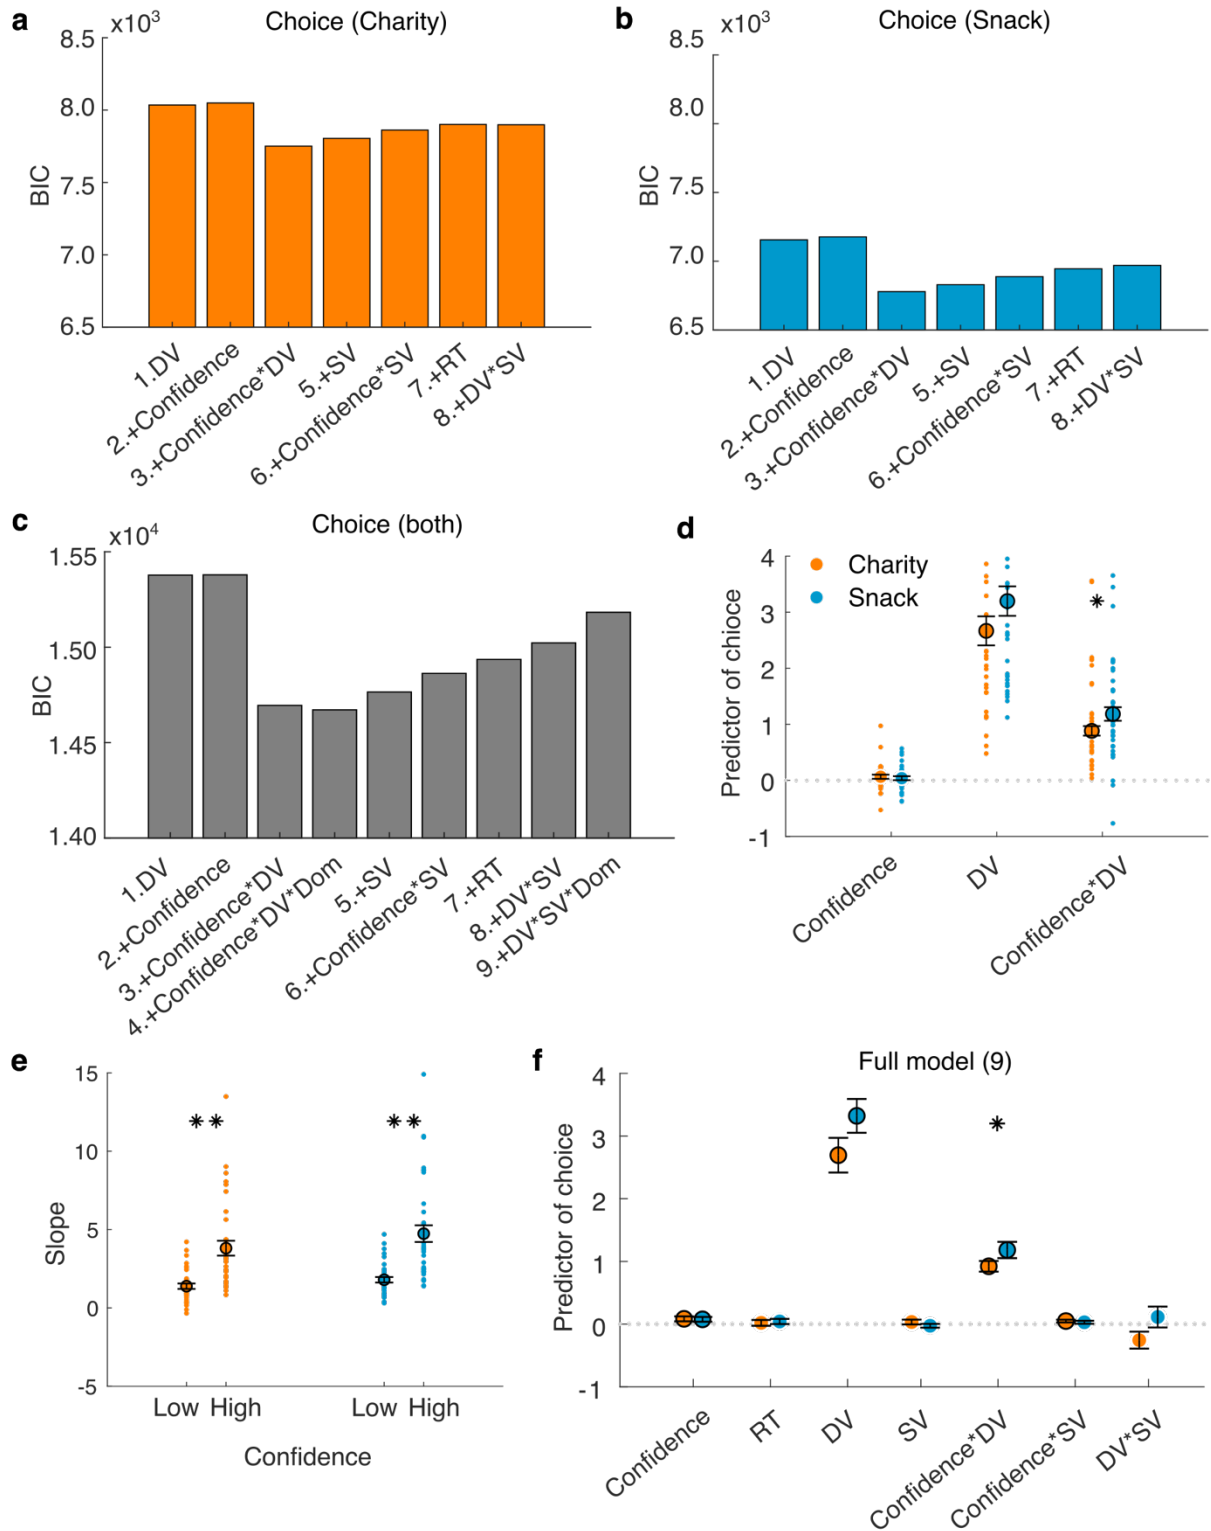 a
x10³
Choice (Charity)
8.5
8.0
7.5
7.0
6.5
BIC
1.DV
2.+Confidence
3.+Confidence*DV
5.+SV
6.+Confidence*SV
7.+RT
8.+DV*SV
b
x10³
Choice (Snack)
8.5
8.0
7.5
7.0
6.5
BIC
1.DV
2.+Confidence
3.+Confidence*DV
5.+SV
6.+Confidence*SV
7.+RT
8.+DV*SV
c
x10⁴
Choice (both)
1.55
1.50
1.45
1.40
BIC
1.DV
2.+Confidence
3.+Confidence*DV
4.+Confidence*DV*Dom
5.+SV
6.+Confidence*SV
7.+RT
8.+DV*SV
9.+DV*SV*Dom
d
Charity
Snack
4
3
2
1
0
-1
Predictor of chioce
*
Confidence
DV
Confidence*DV
e
15
10
5
0
-5
Slope
**
**
Low High
Low High
Confidence
f
Full model (9)
4
3
2
1
0
-1
Predictor of choice
*
Confidence
RT
DV
SV
Confidence*DV
Confidence*SV
DV*SV